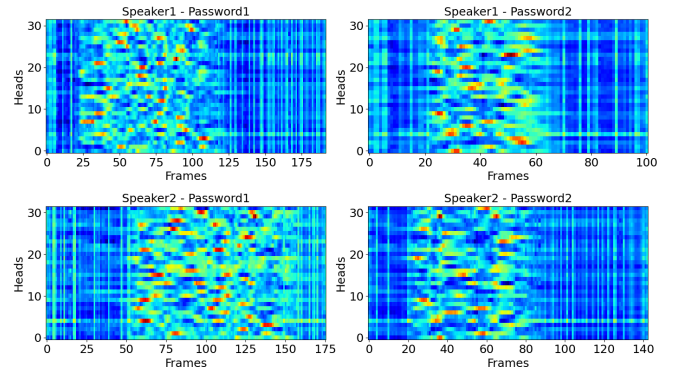 Speaker1 - Password1
30
20
10
0
Heads
0 25 50 75 100 125 150 175
Frames
Speaker1 - Password2
30
20
10
0
Heads
0 20 40 60 80 100
Frames
Speaker2 - Password1
30
20
10
0
Heads
0 25 50 75 100 125 150 175
Frames
Speaker2 - Password2
30
20
10
0
Heads
0 20 40 60 80 100 120 140
Frames